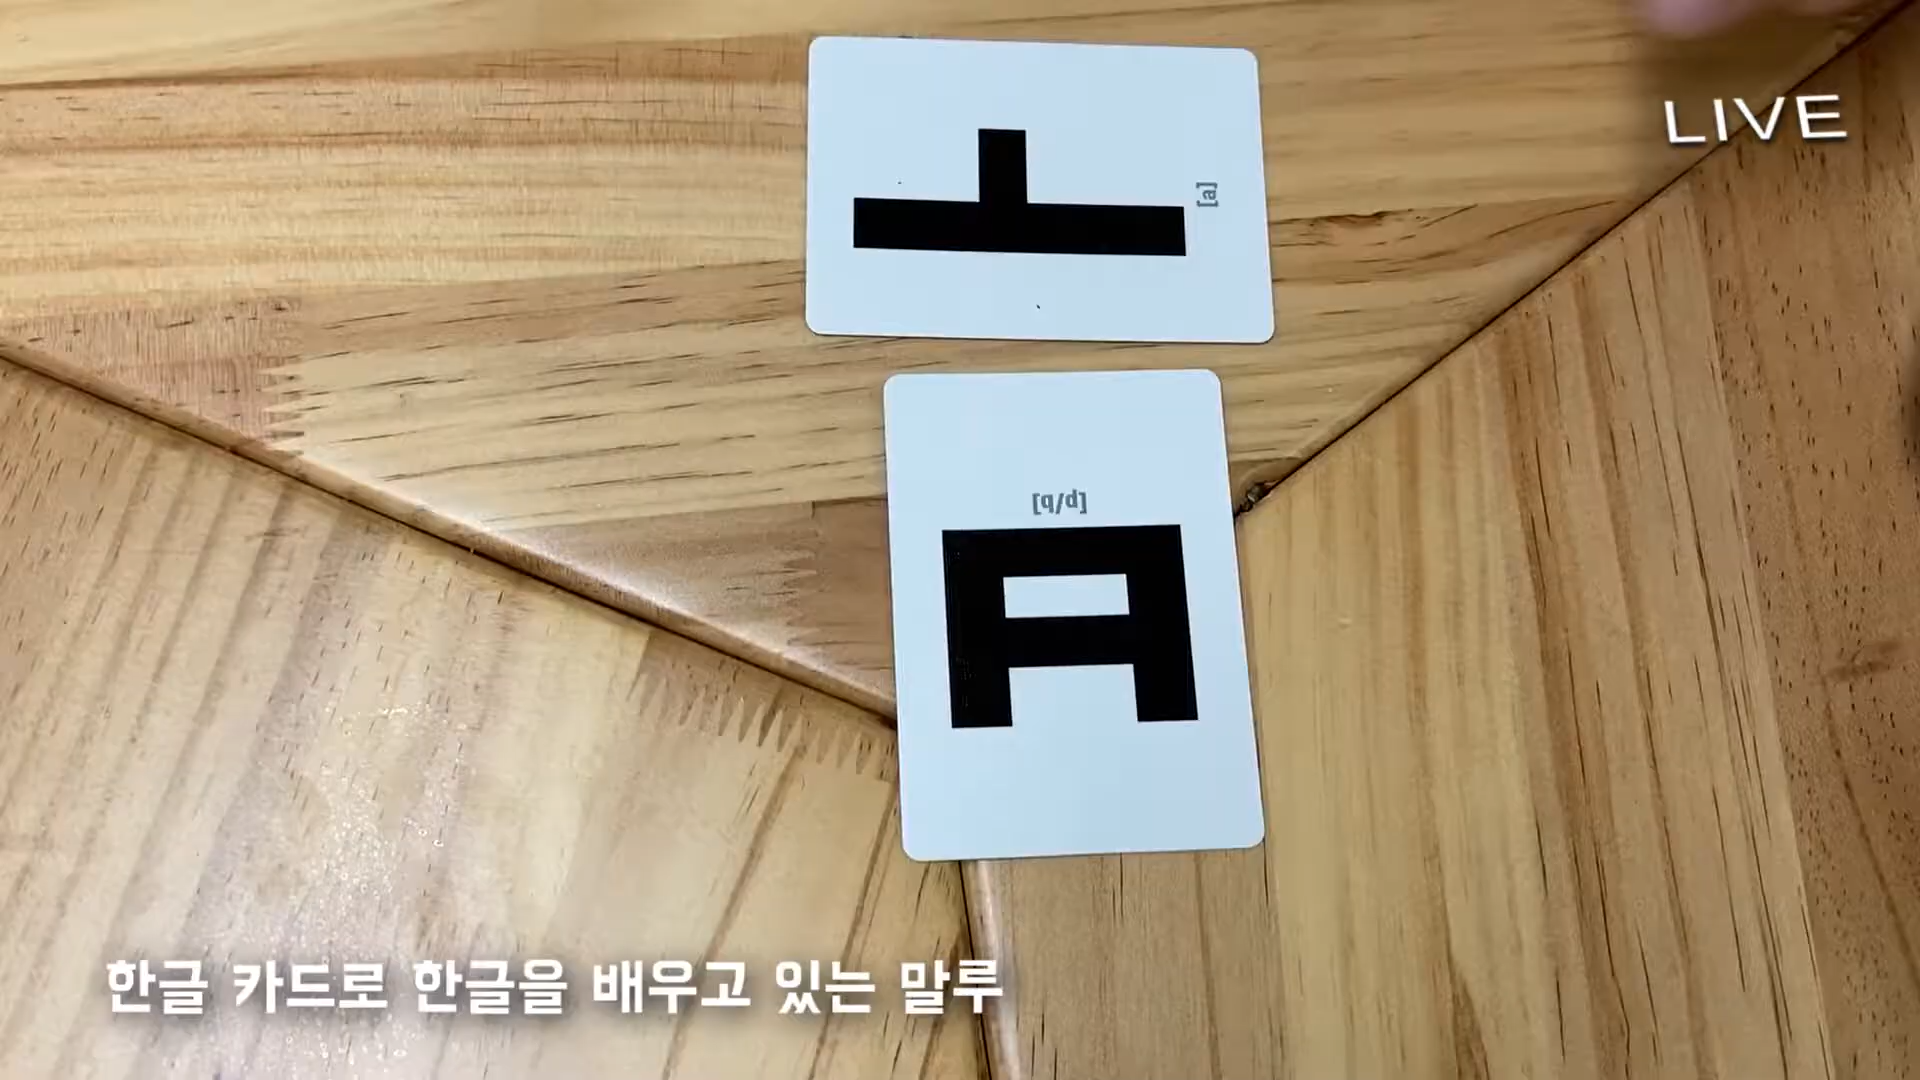 LIVE
ㅏ
[a]
[p/b]
ㅂ
한글 카드로 한글을 배우고 있는 말루